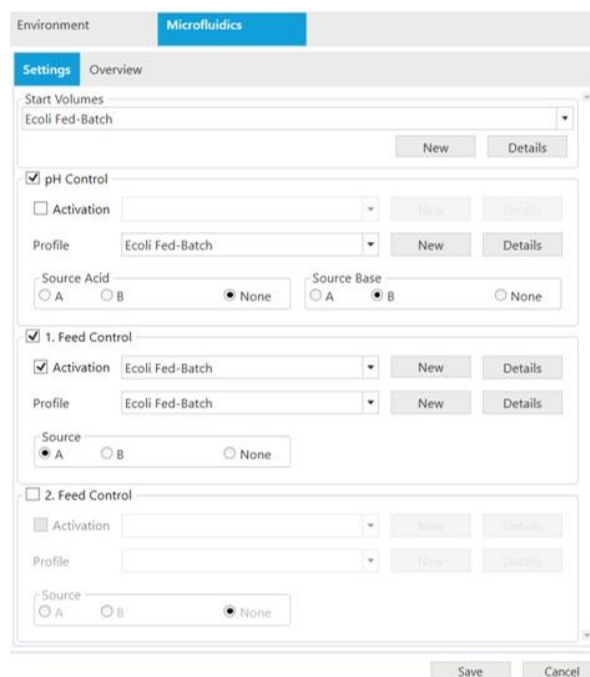 Environment Microfluidics
Settings Overview
Start Volumes
Ecoli Fed-Batch
New Details
pH Control
Activation New Details
Profile Ecoli Fed-Batch New Details
Source Acid Source Base
A B None A B None
1. Feed Control
Activation Ecoli Fed-Batch New Details
Profile Ecoli Fed-Batch New Details
Source
A B None
2. Feed Control
Activation New Details
Profile New Details
Source
A B None
Save Cancel